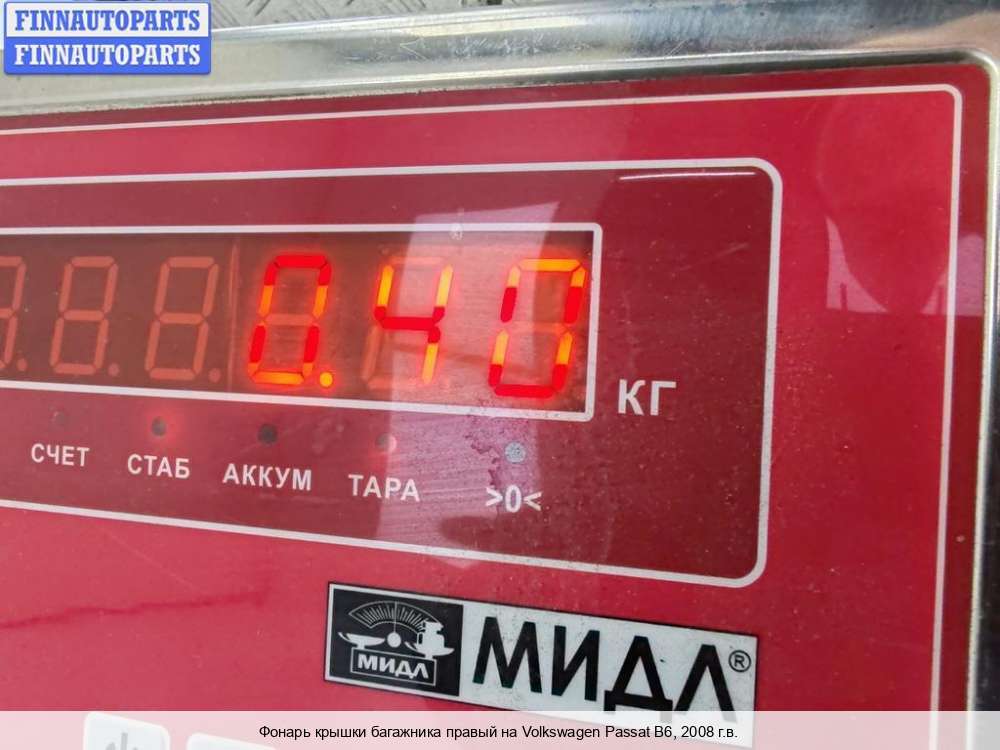 FINNAUTOPARTS
FINNAUTOPARTS
0.40
КГ
СЧЕТ СТАБ АККУМ ТАРА >0<
МИДЛ МИДЛ®
Фонарь крышки багажника правый на Volkswagen Passat B6, 2008 г.в.